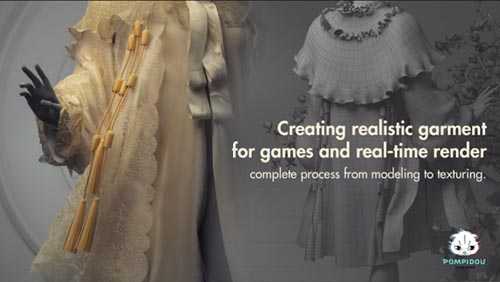 Creating realistic garment
for games and real-time render
complete process from modeling to texturing.
POMPIDOU